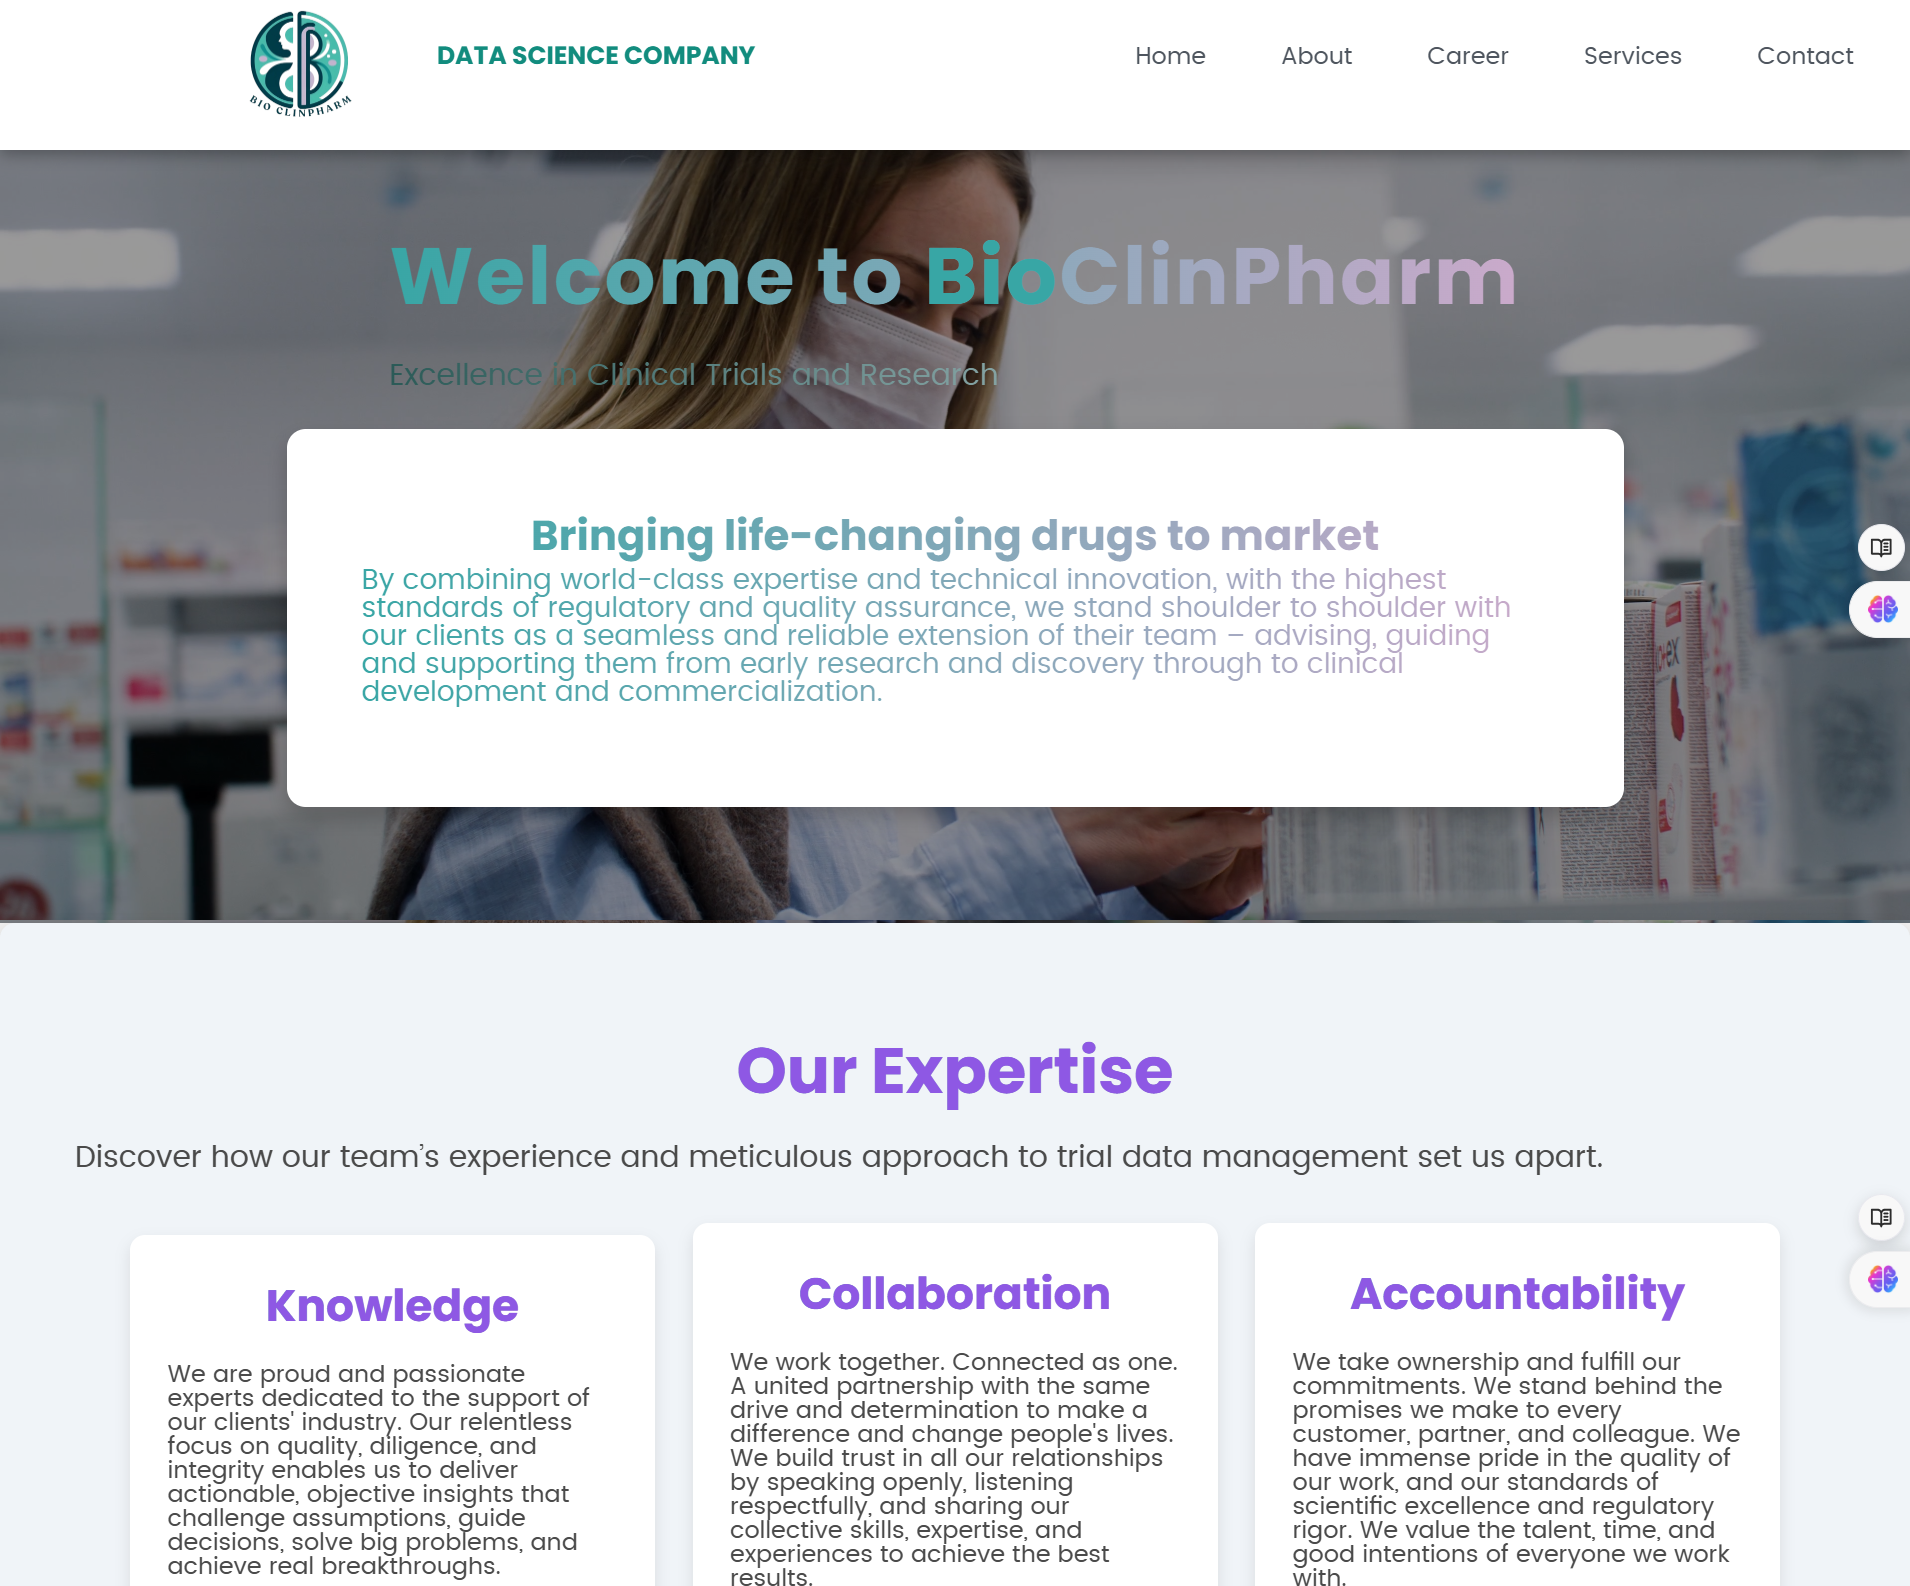 BIO CLINPHARM
DATA SCIENCE COMPANY
Home
About
Career
Services
Contact
Welcome to BioClinPharm
Excellence in Clinical Trials and Research
Bringing life-changing drugs to market
By combining world-class expertise and technical innovation, with the highest
standards of regulatory and quality assurance, we stand shoulder to shoulder with
our clients as a seamless and reliable extension of their team – advising, guiding
and supporting them from early research and discovery through to clinical
development and commercialization.
Our Expertise
Discover how our team's experience and meticulous approach to trial data management set us apart.
Knowledge
We are proud and passionate
experts dedicated to the support of
our clients' industry. Our relentless
focus on quality, diligence, and
integrity enables us to deliver
actionable, objective insights that
challenge assumptions, guide
decisions, solve big problems, and
achieve real breakthroughs.
Collaboration
We work together. Connected as one.
A united partnership with the same
drive and determination to make a
difference and change people's lives.
We build trust in all our relationships
by speaking openly, listening
respectfully, and sharing our
collective skills, expertise, and
experiences to achieve the best
results.
Accountability
We take ownership and fulfill our
commitments. We stand behind the
promises we make to every
customer, partner, and colleague. We
have immense pride in the quality of
our work, and our standards of
scientific excellence and regulatory
rigor. We value the talent, time, and
good intentions of everyone we work
with.